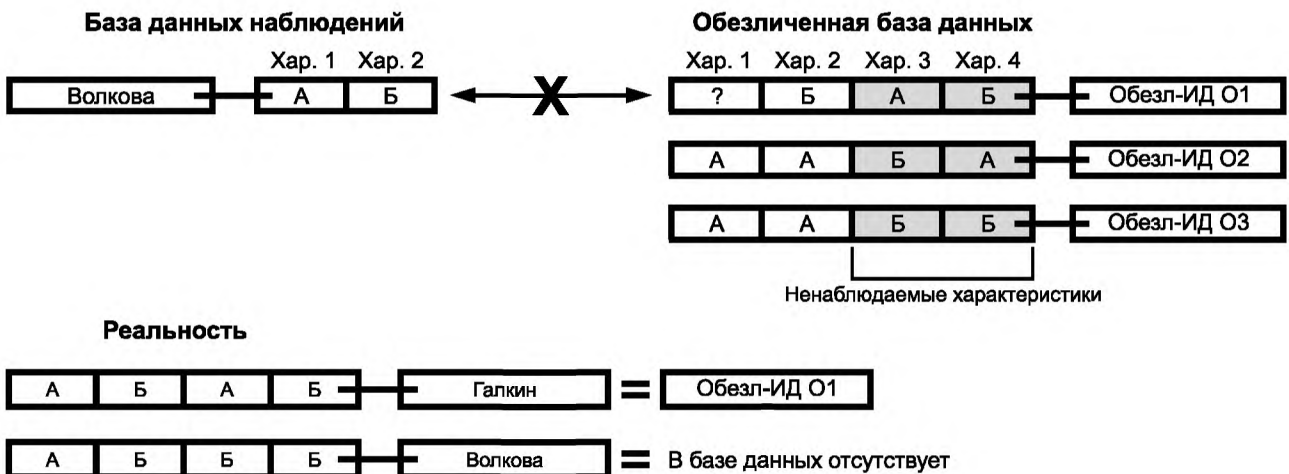 База данных наблюдений
Обезличенная база данных
Хар. 1 Хар. 2
Хар. 1 Хар. 2 Хар. 3 Хар. 4
Волкова А Б
? Б А Б Обезл-ИД О1
А А Б А Обезл-ИД О2
А А Б Б Обезл-ИД О3
Ненаблюдаемые характеристики
Реальность
А Б А Б Галкин = Обезл-ИД О1
А Б Б Б Волкова = В базе данных отсутствует